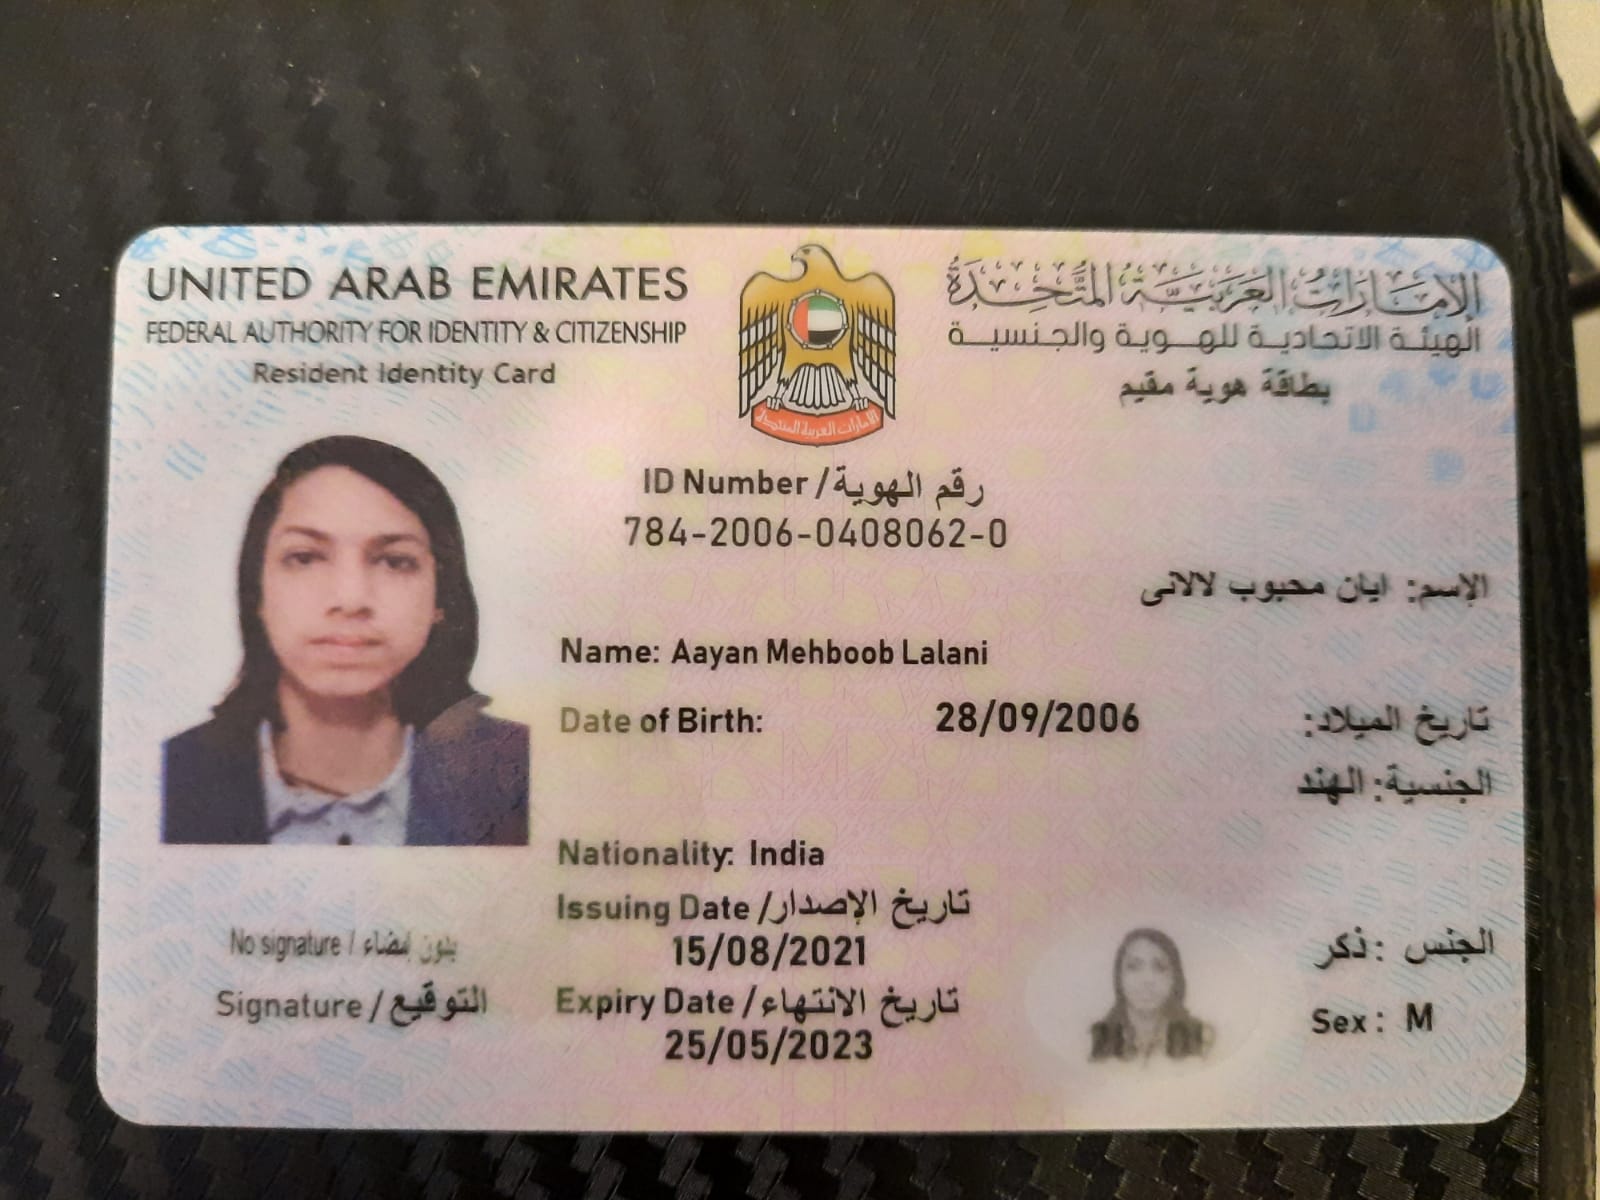 UNITED ARAB EMIRATES
الإمارات العربية المتحدة
FEDERAL AUTHORITY FOR IDENTITY & CITIZENSHIP
الهيئة الاتحادية للهوية والجنسية
Resident Identity Card
بطاقة هوية مقيم
الإمارات العربية المتحدة
ID Number / رقم الهوية
784-2006-0408062-0
الإسم: ايان محبوب لالانى
Name: Aayan Mehboob Lalani
Date of Birth: 28/09/2006 تاريخ الميلاد:
الجنسية: الهند
Nationality: India
Issuing Date / تاريخ الإصدار
15/08/2021
No signature / بدون إمضاء
الجنس : ذكر
Signature / التوقيع
Expiry Date / تاريخ الانتهاء
25/05/2023
Sex: M